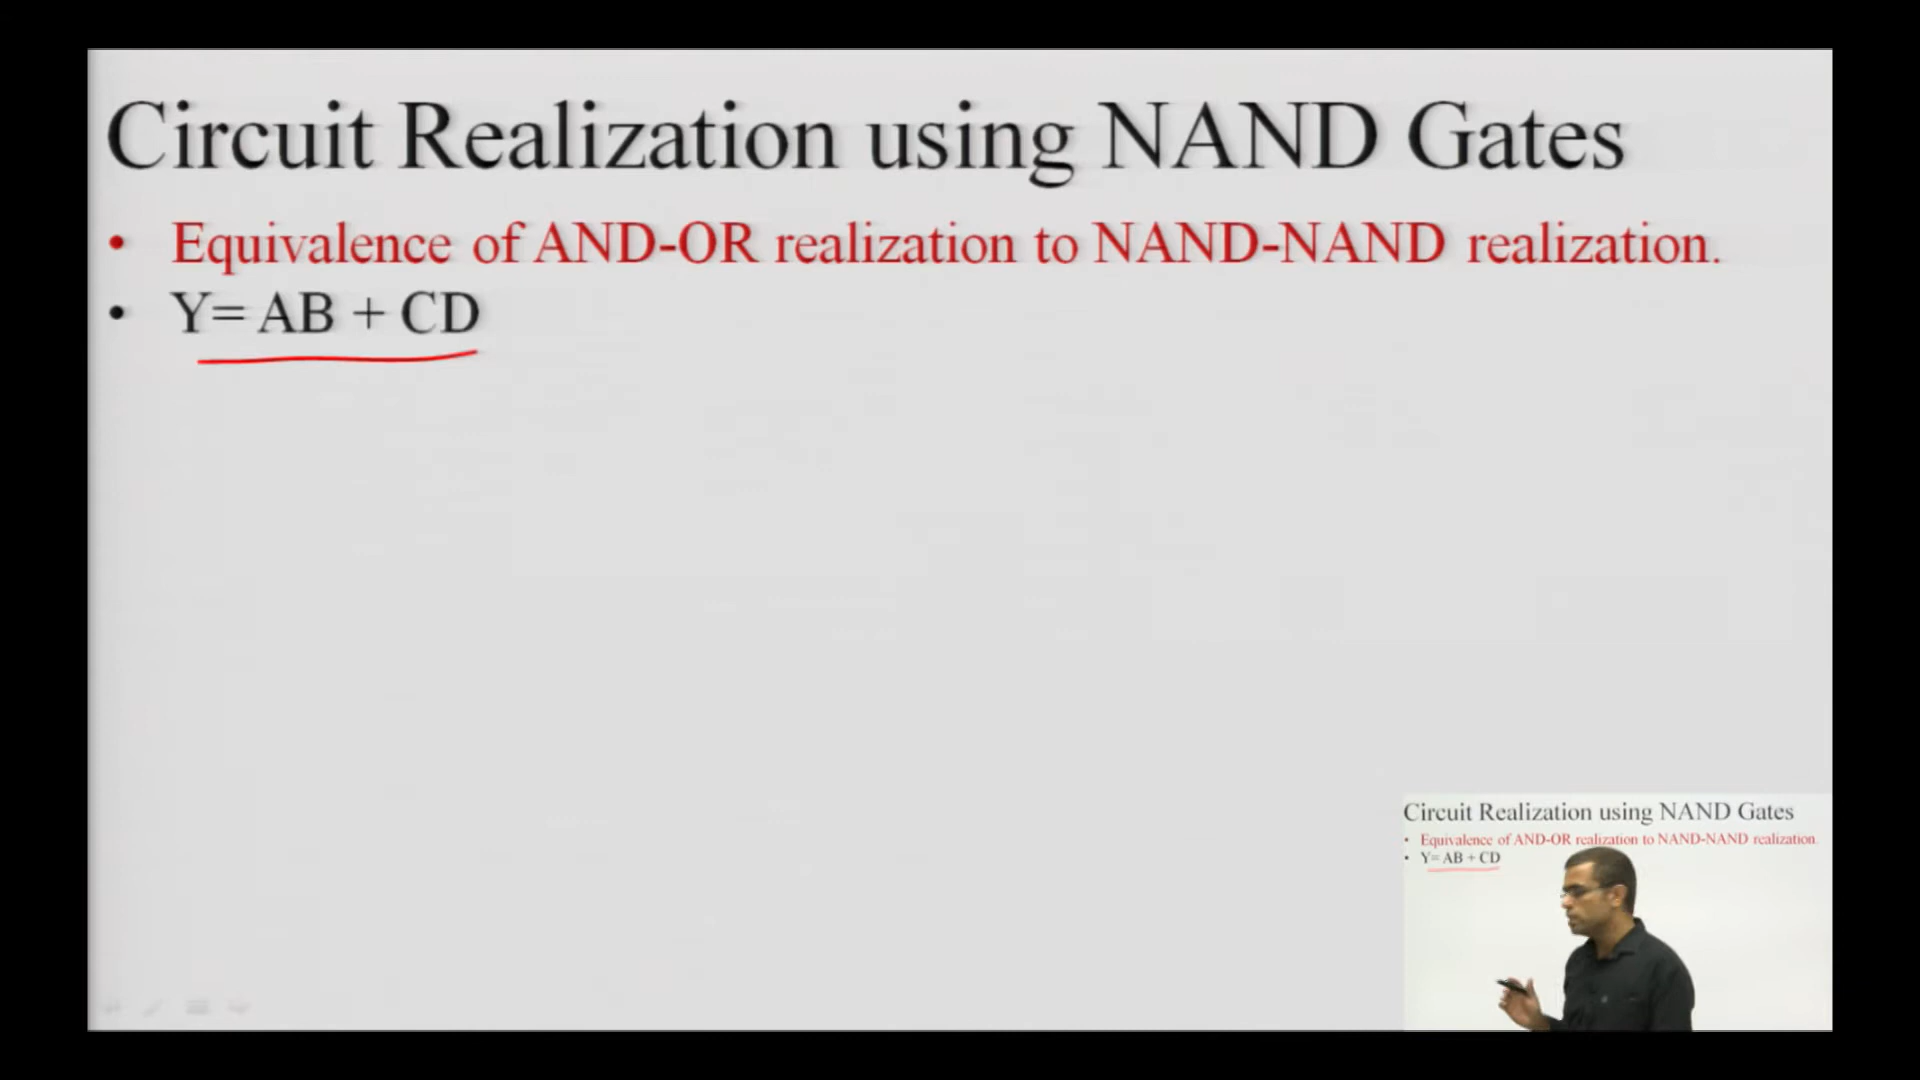 Circuit Realization using NAND Gates
• Equivalence of AND-OR realization to NAND-NAND realization.
• Y= AB + CD
Circuit Realization using NAND Gates
• Equivalence of AND-OR realization to NAND-NAND realization.
• Y= AB + CD